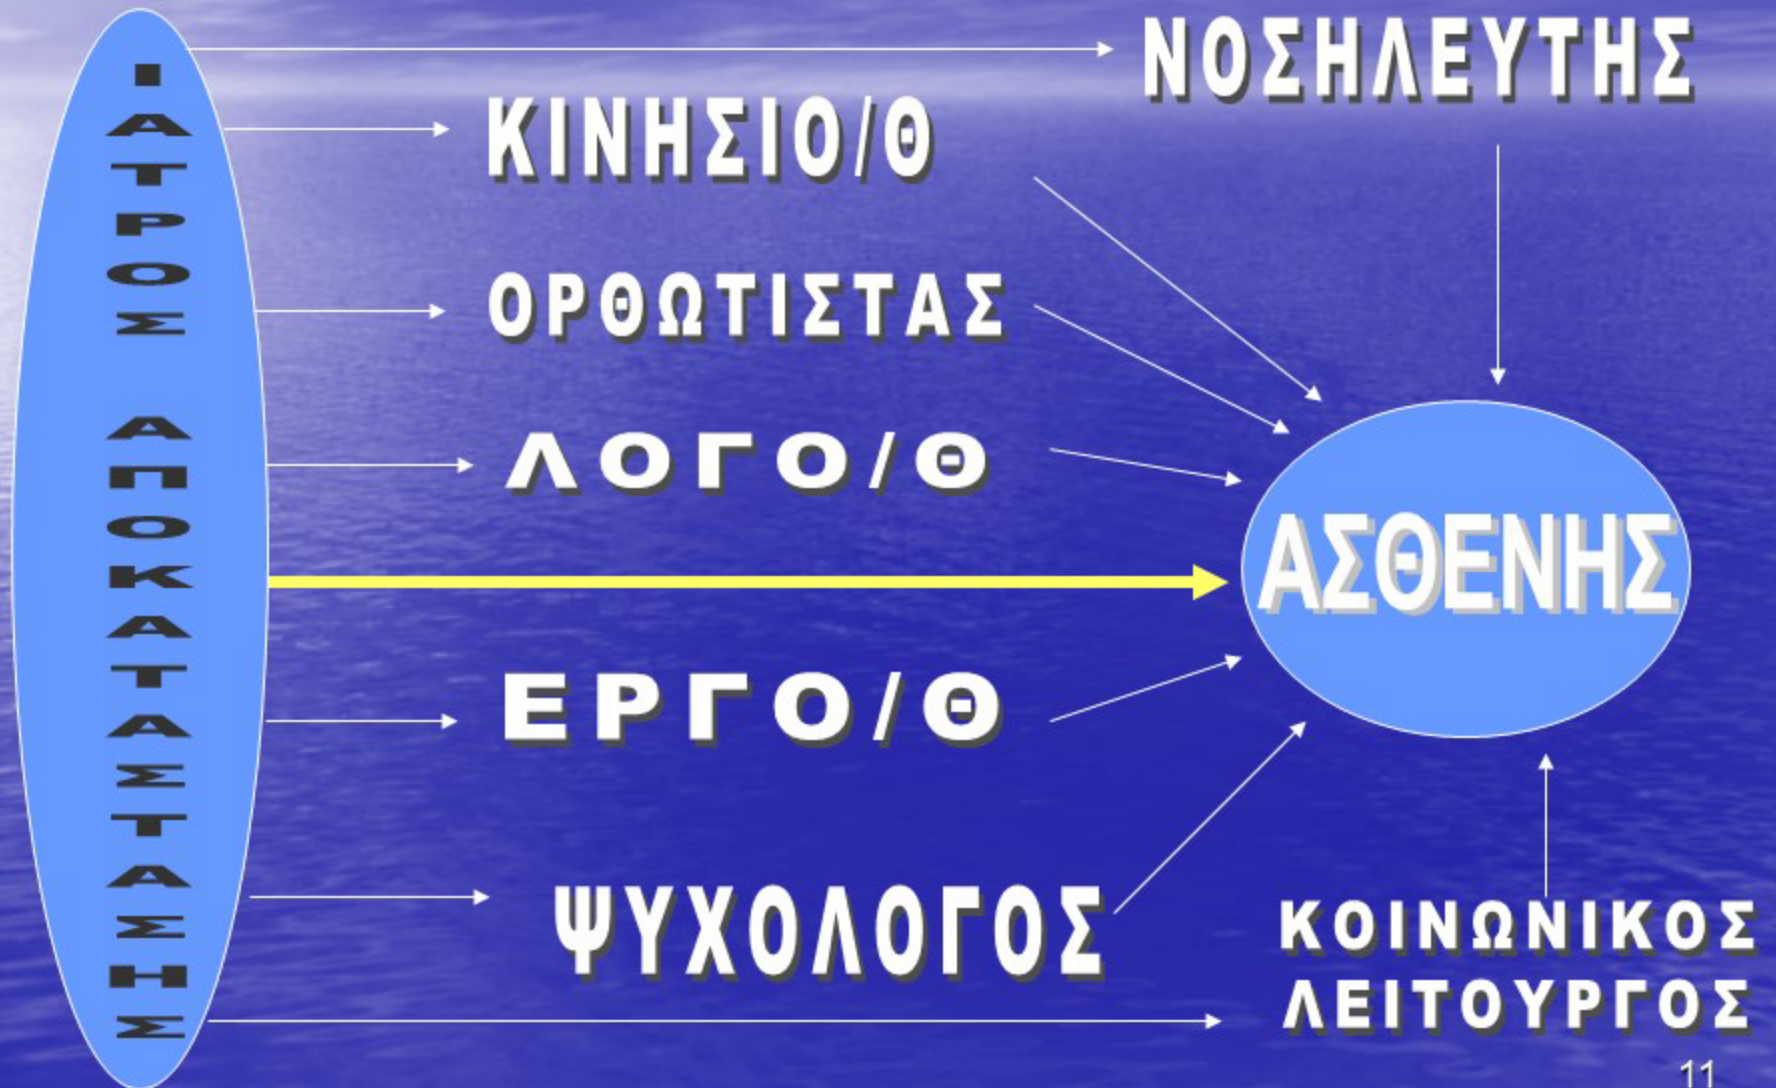 ΙΑΤΡΟΣ ΑΠΟΚΑΤΑΣΤΑΣΗΣ
ΝΟΣΗΛΕΥΤΗΣ
ΚΙΝΗΣΙΟ/Θ
ΟΡΘΩΤΙΣΤΑΣ
ΛΟΓΟ/Θ
ΑΣΘΕΝΗΣ
ΕΡΓΟ/Θ
ΨΥΧΟΛΟΓΟΣ
ΚΟΙΝΩΝΙΚΟΣ
ΛΕΙΤΟΥΡΓΟΣ
11